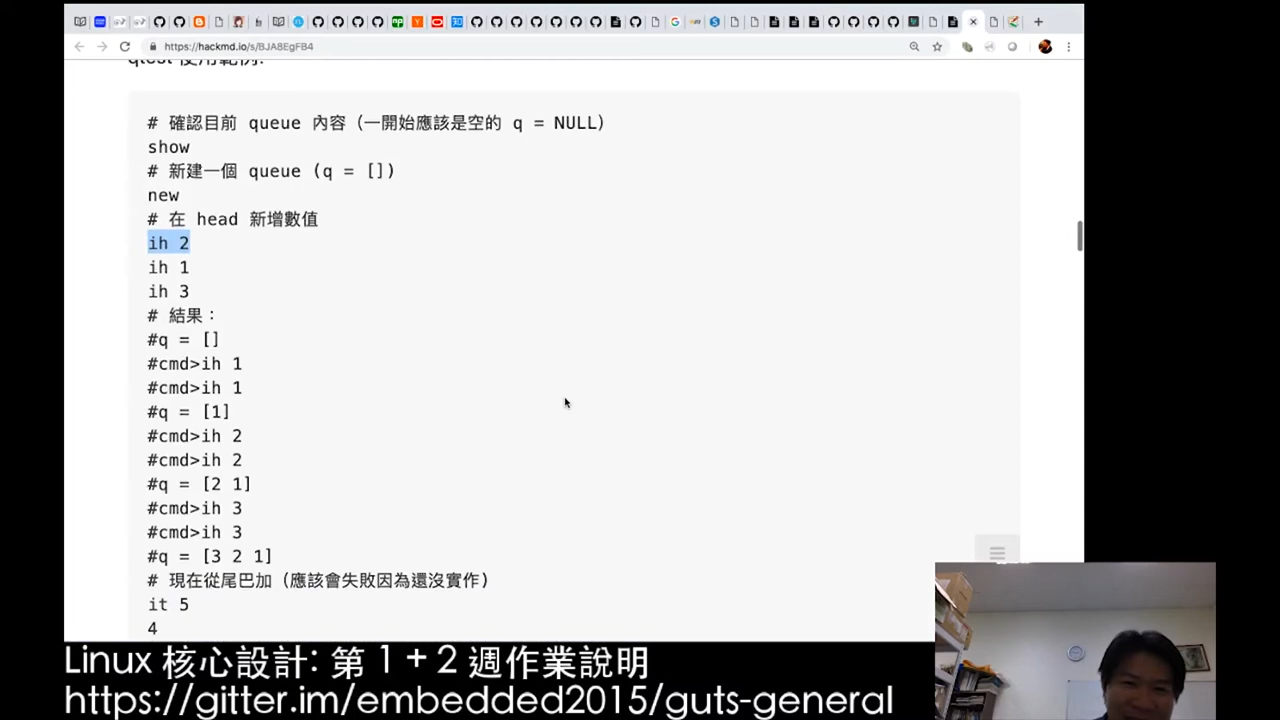 https://hackmd.io/s/BJA8EgFB4
qtest 使用範例:
# 確認目前 queue 內容（一開始應該是空的 q = NULL）
show
# 新建一個 queue (q = [])
new
# 在 head 新增數值
ih 2
ih 1
ih 3
# 結果：
#q = []
#cmd>ih 1
#cmd>ih 1
#q = [1]
#cmd>ih 2
#cmd>ih 2
#q = [2 1]
#cmd>ih 3
#cmd>ih 3
#q = [3 2 1]
# 現在從尾巴加（應該會失敗因為還沒實作）
it 5
4
Linux 核心設計: 第 1 + 2 週作業說明
https://gitter.im/embedded2015/guts-general